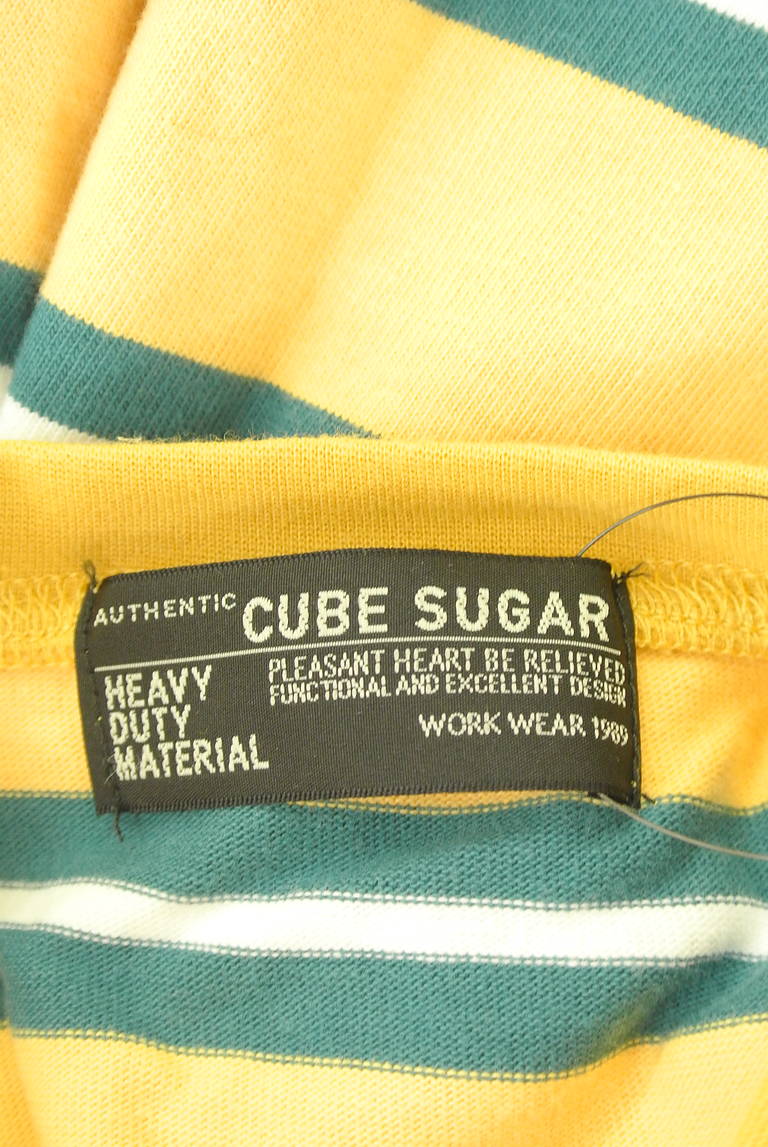 AUTHENTIC CUBE SUGAR
HEAVY
DUTY
MATERIAL
PLEASANT HEART BE RELIEVED
FUNCTIONAL AND EXCELLENT DESIGN
WORK WEAR 1989